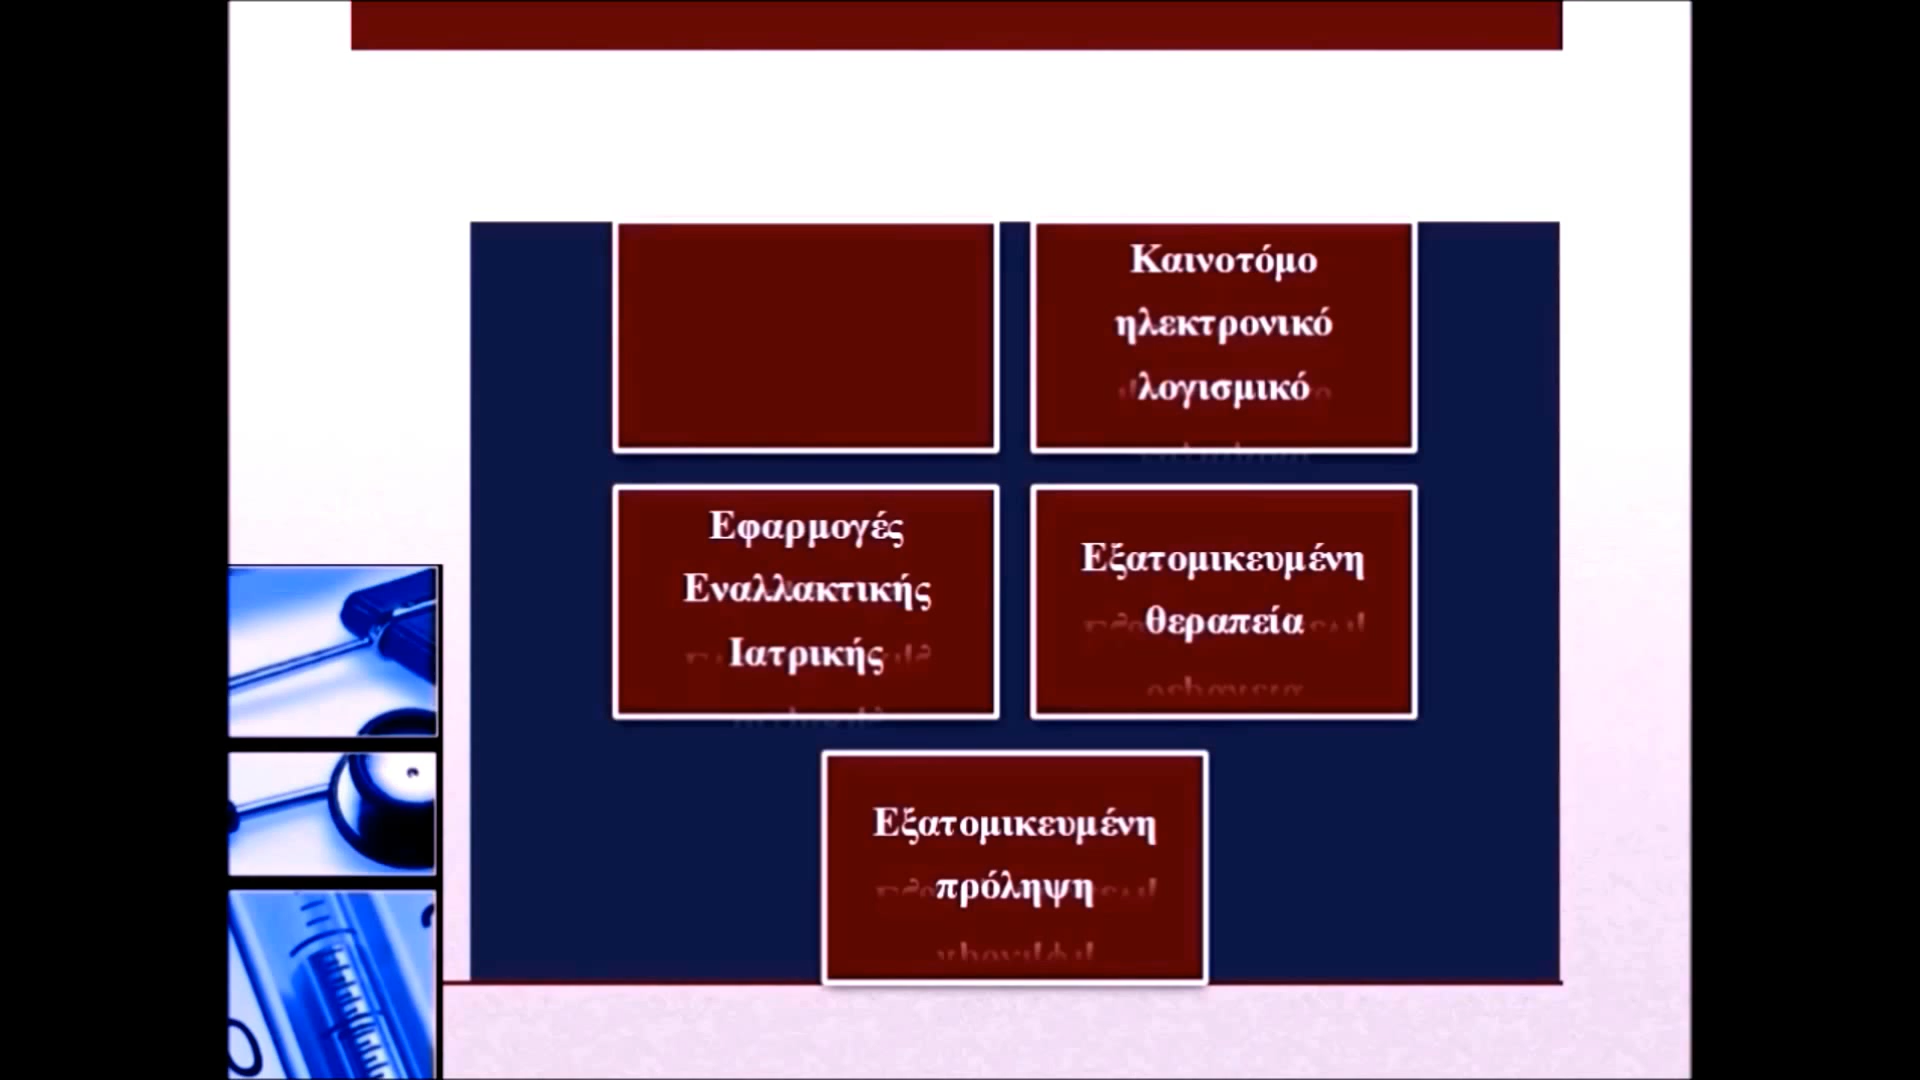 Καινοτόμο
ηλεκτρονικό
λογισμικό
Εφαρμογές
Εναλλακτικής
Ιατρικής
Εξατομικευμένη
θεραπεία
Εξατομικευμένη
πρόληψη